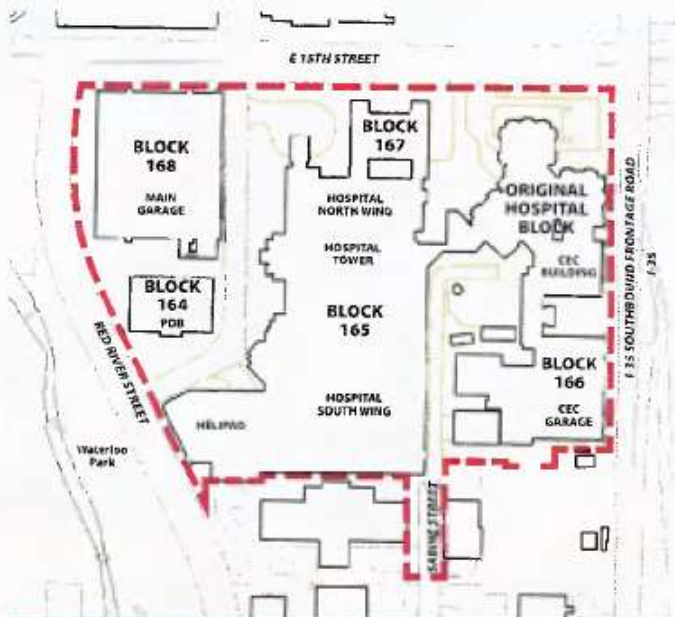 E 15TH STREET
BLOCK
168
MAIN
GARAGE
BLOCK
167
HOSPITAL
NORTH WING
HOSPITAL
TOWER
ORIGINAL
HOSPITAL
BLOCK
CEC
BUILDING
BLOCK
164
PDB
BLOCK
165
BLOCK
166
CEC
GARAGE
HOSPITAL
SOUTH WING
HELIPAD
RED RIVER STREET
Waterloo
Park
SABINE STREET
I-35 SOUTHBOUND FRONTAGE ROAD
I-35